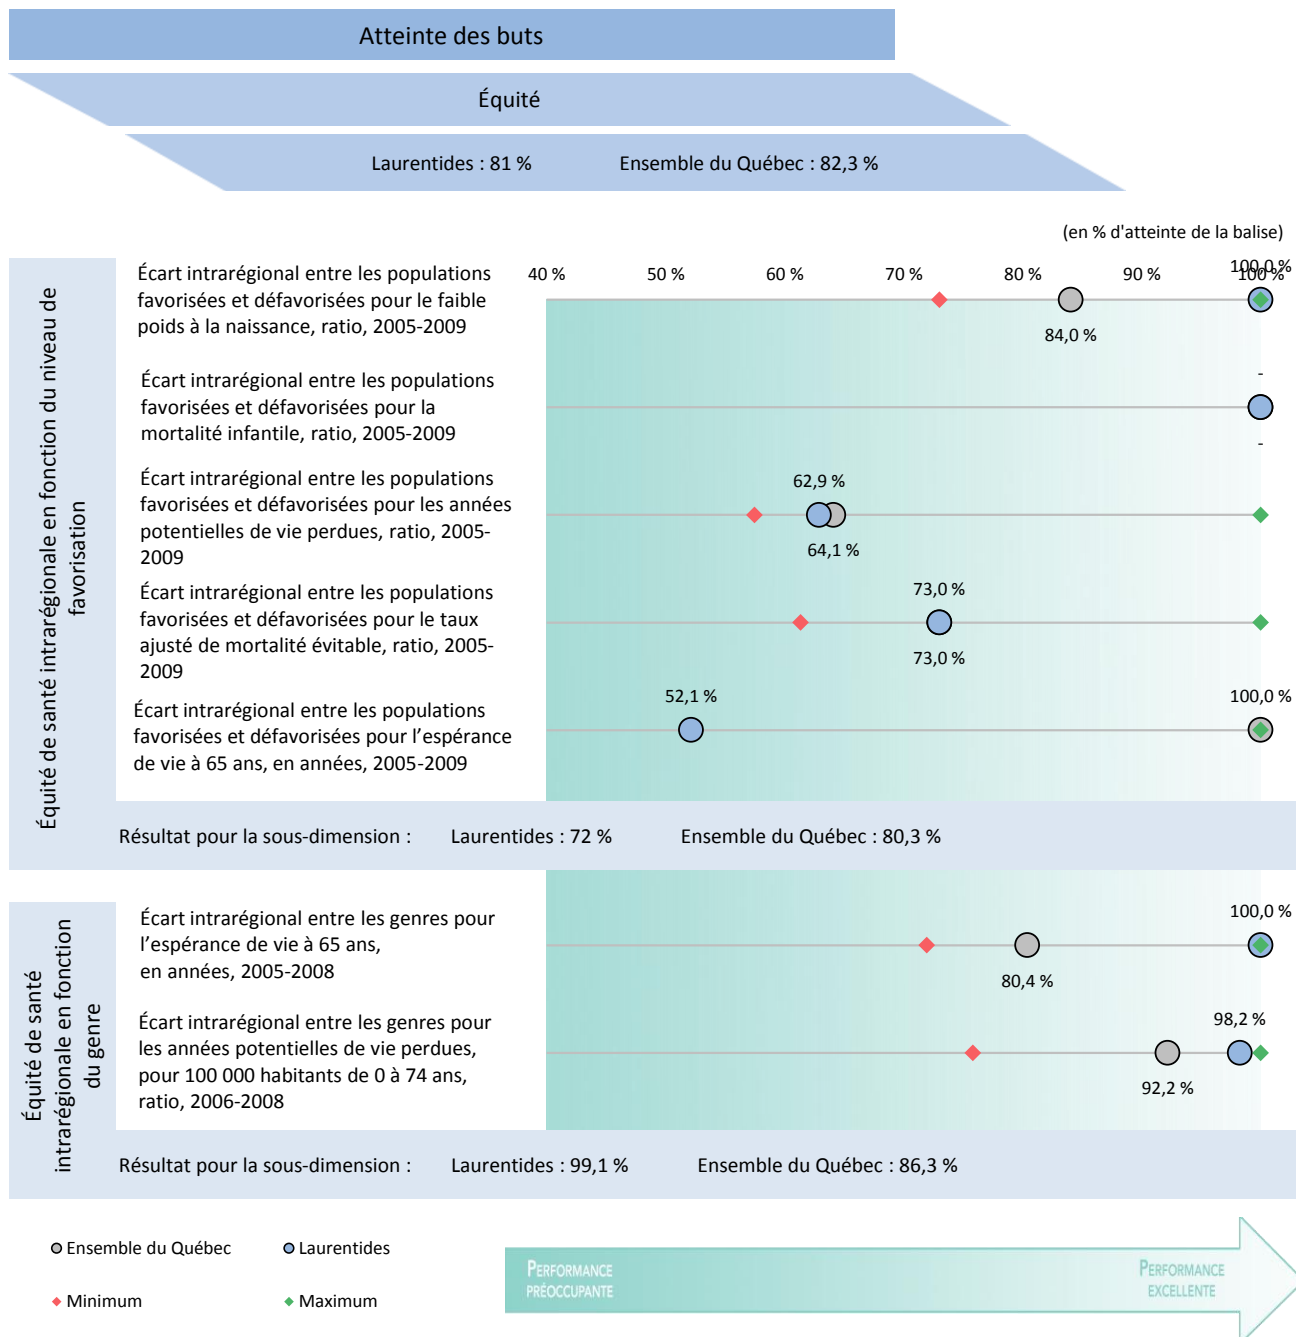 Atteinte des buts
Équité
Laurentides : 81 % Ensemble du Québec : 82,3 %
(en % d'atteinte de la balise)
Équité de santé intrarégionale en fonction du niveau de
favorisation
40 % 50 % 60 % 70 % 80 % 90 % 100 %
Écart intrarégional entre les populations
favorisées et défavorisées pour le faible
poids à la naissance, ratio, 2005-2009
100,0 %
84,0 %
Écart intrarégional entre les populations
favorisées et défavorisées pour la
mortalité infantile, ratio, 2005-2009
-
-
Écart intrarégional entre les populations
favorisées et défavorisées pour les années
potentielles de vie perdues, ratio, 2005-
2009
62,9 %
64,1 %
Écart intrarégional entre les populations
favorisées et défavorisées pour le taux
ajusté de mortalité évitable, ratio, 2005-
2009
73,0 %
73,0 %
Écart intrarégional entre les populations
favorisées et défavorisées pour l’espérance
de vie à 65 ans, en années, 2005-2009
52,1 %
100,0 %
Résultat pour la sous-dimension : Laurentides : 72 % Ensemble du Québec : 80,3 %
Équité de santé
intrarégionale en fonction
du genre
Écart intrarégional entre les genres pour
l’espérance de vie à 65 ans,
en années, 2005-2008
100,0 %
80,4 %
Écart intrarégional entre les genres pour
les années potentielles de vie perdues,
pour 100 000 habitants de 0 à 74 ans,
ratio, 2006-2008
98,2 %
92,2 %
Résultat pour la sous-dimension : Laurentides : 99,1 % Ensemble du Québec : 86,3 %
Ensemble du Québec Laurentides
Minimum Maximum
PERFORMANCE
PRÉOCCUPANTE
PERFORMANCE
EXCELLENTE